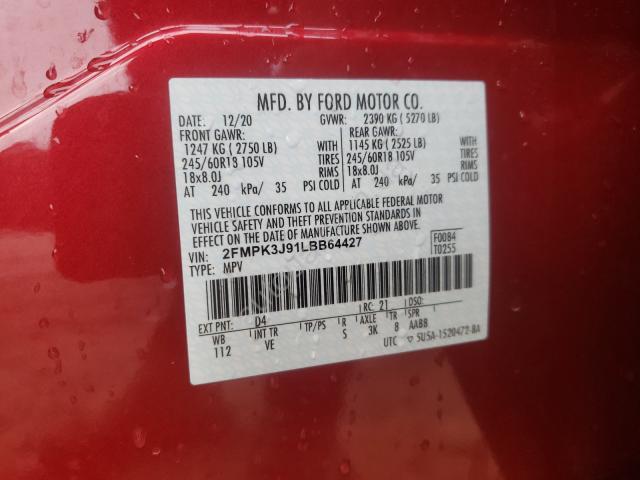 MFD. BY FORD MOTOR CO.
DATE: 12/20 GVWR: 2390 KG ( 5270 LB)
FRONT GAWR: REAR GAWR:
1247 KG ( 2750 LB) WITH 1145 KG ( 2525 LB) WITH
245/60R18 105V TIRES 245/60R18 105V TIRES
18x8.0J RIMS 18x8.0J RIMS
AT 240 kPa/ 35 PSI COLD AT 240 kPa/ 35 PSI COLD
THIS VEHICLE CONFORMS TO ALL APPLICABLE FEDERAL MOTOR
VEHICLE SAFETY AND THEFT PREVENTION STANDARDS IN
EFFECT ON THE DATE OF MANUFACTURE SHOWN ABOVE.
VIN: 2FMPK3J91LBB64427 F0084
TYPE: MPV T0255
EXT PNT: D4 RC: 21 DSO:
WB INT TR TP/PS R AXLE TR SPR
112 VE S 3K 8 AABB
UTC ▽ 5U5A-1520472-BA